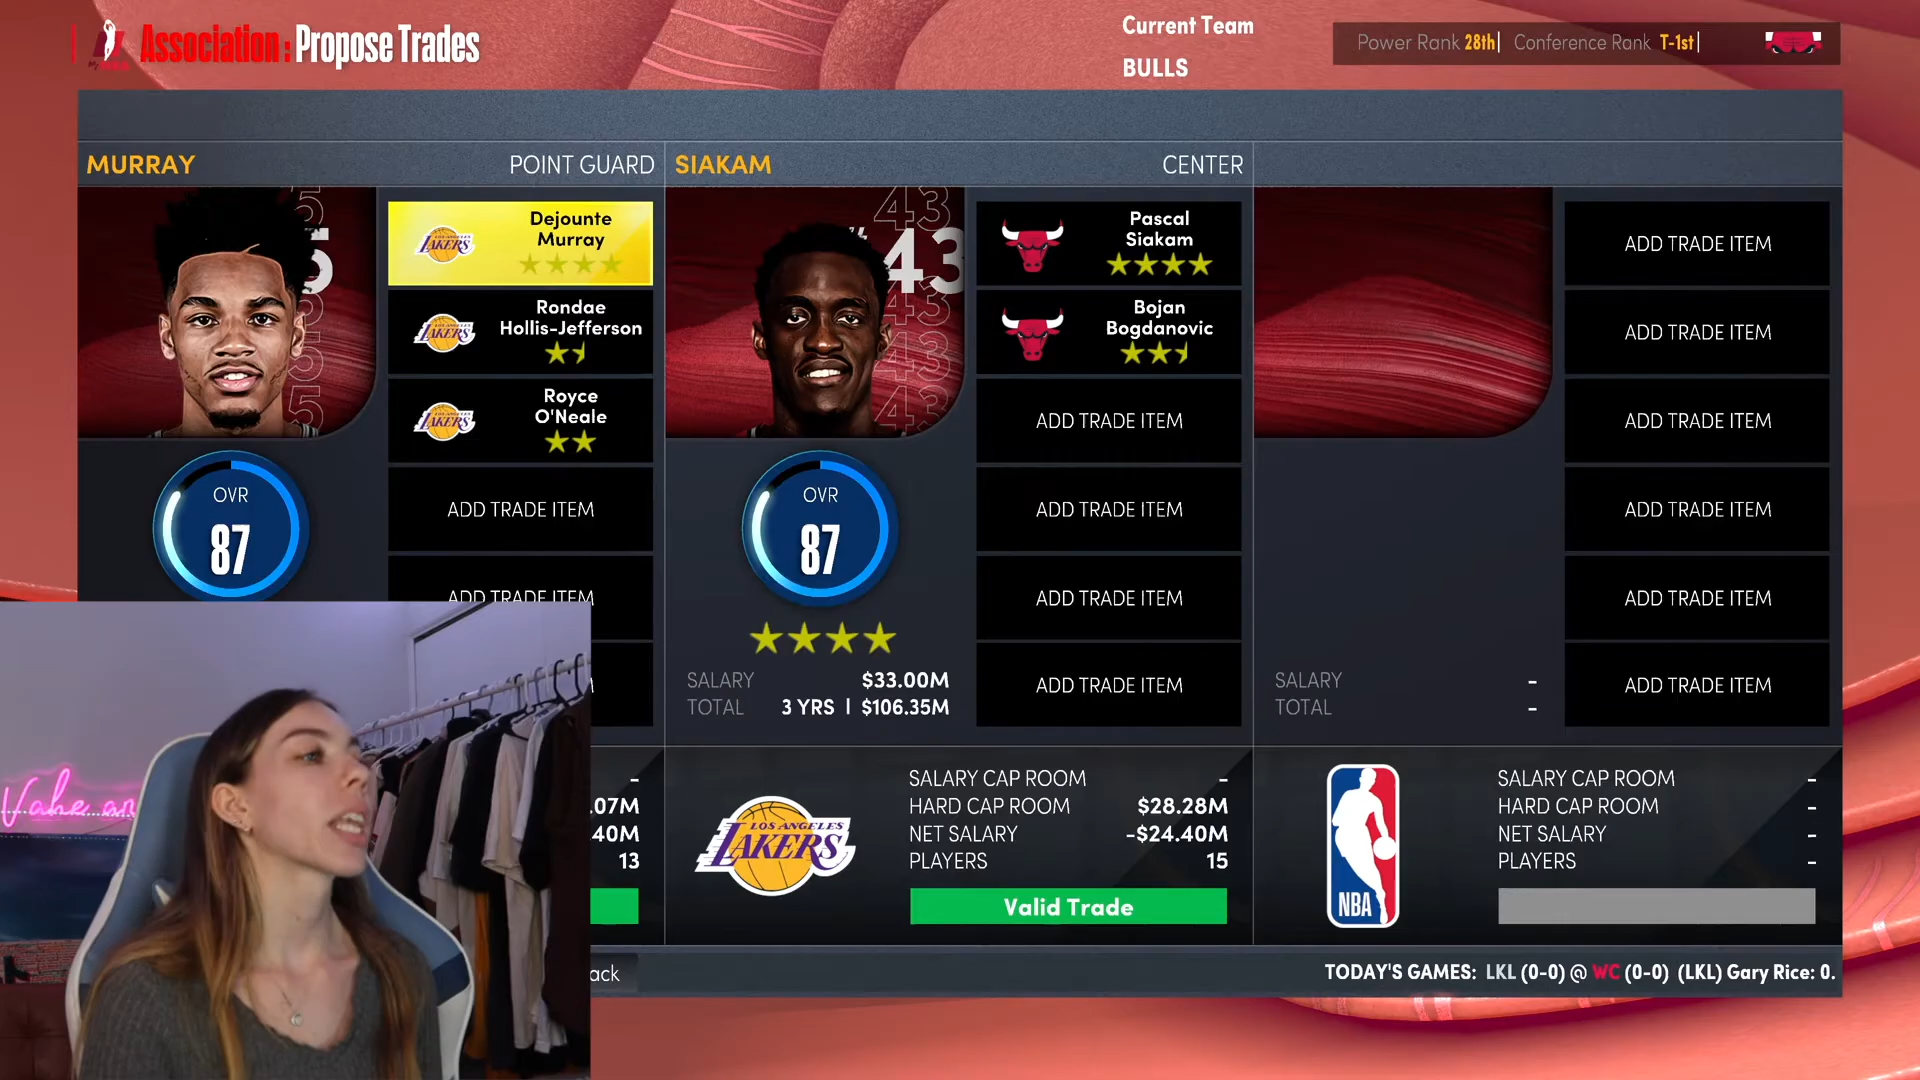 Association : Propose Trades
Current Team
BULLS
Power Rank 28th| Conference Rank T-1st|
MURRAY
POINT GUARD
SIAKAM
CENTER
Dejounte
Murray
Rondae
Hollis-Jefferson
Royce
O'Neale
ADD TRADE ITEM
ADD TRADE ITEM
OVR
87
#43
Pascal
Siakam
Bojan
Bogdanovic
ADD TRADE ITEM
ADD TRADE ITEM
ADD TRADE ITEM
ADD TRADE ITEM
OVR
87
SALARY $33.00M
TOTAL 3 YRS | $106.35M
ADD TRADE ITEM
ADD TRADE ITEM
ADD TRADE ITEM
ADD TRADE ITEM
ADD TRADE ITEM
ADD TRADE ITEM
SALARY -
TOTAL -
-
.07M
40M
13
LOS ANGELES
LAKERS
SALARY CAP ROOM -
HARD CAP ROOM $28.28M
NET SALARY -$24.40M
PLAYERS 15
Valid Trade
NBA
SALARY CAP ROOM -
HARD CAP ROOM -
NET SALARY -
PLAYERS -
ack
TODAY'S GAMES: LKL (0-0) @ WC (0-0) (LKL) Gary Rice: 0.